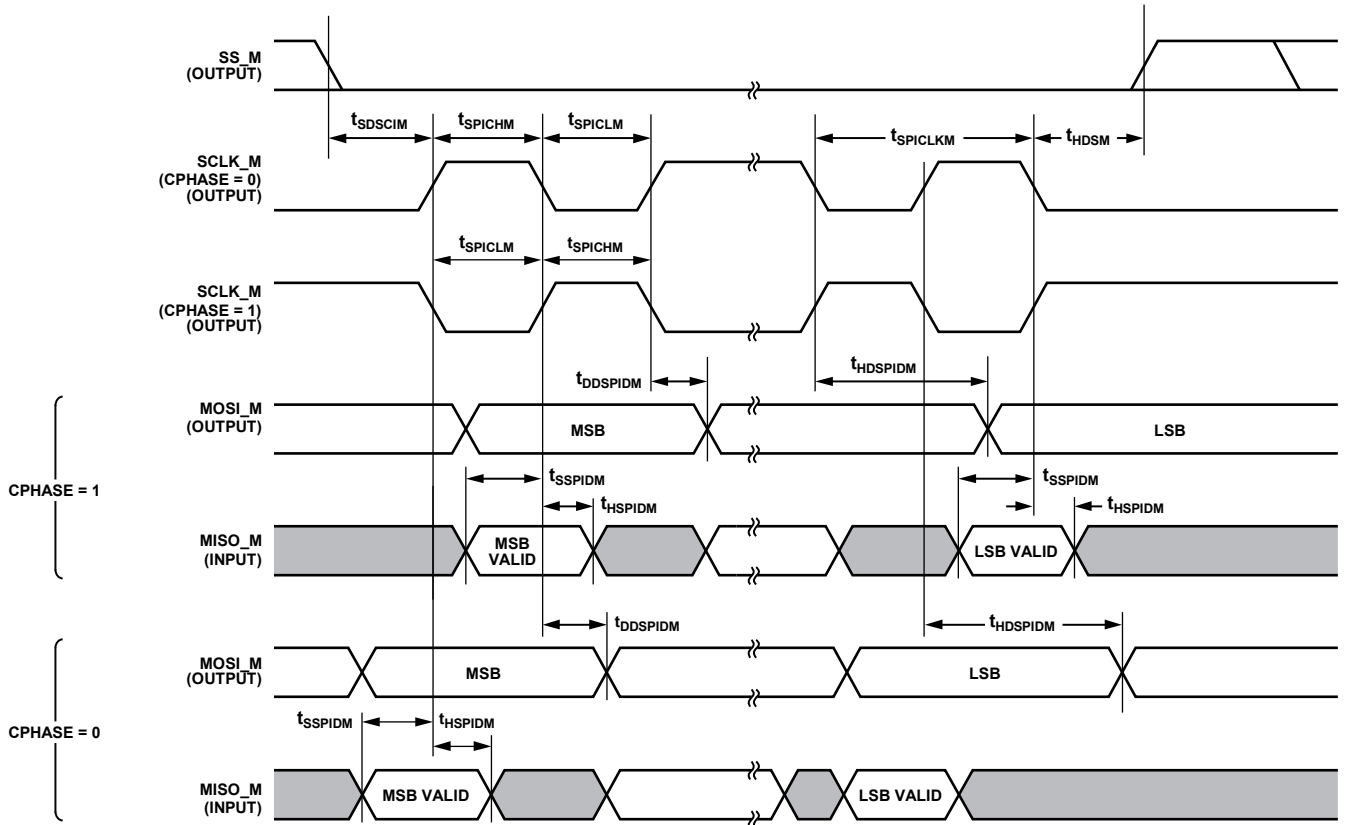 SS_M
(OUTPUT)
tSDSCIM
tSPICHM
tSPICLM
tSPICLKM
tHDSM
SCLK_M
(CPHASE = 0)
(OUTPUT)
tSPICLM
tSPICHM
SCLK_M
(CPHASE = 1)
(OUTPUT)
tDDSPIDM
tHDSPIDM
MOSI_M
(OUTPUT)
MSB
LSB
CPHASE = 1
tSSPIDM
tSSPIDM
tHSPIDM
tHSPIDM
MISO_M
(INPUT)
MSB
VALID
LSB VALID
tDDSPIDM
tHDSPIDM
MOSI_M
(OUTPUT)
MSB
LSB
CPHASE = 0
tSSPIDM
tHSPIDM
MISO_M
(INPUT)
MSB VALID
LSB VALID